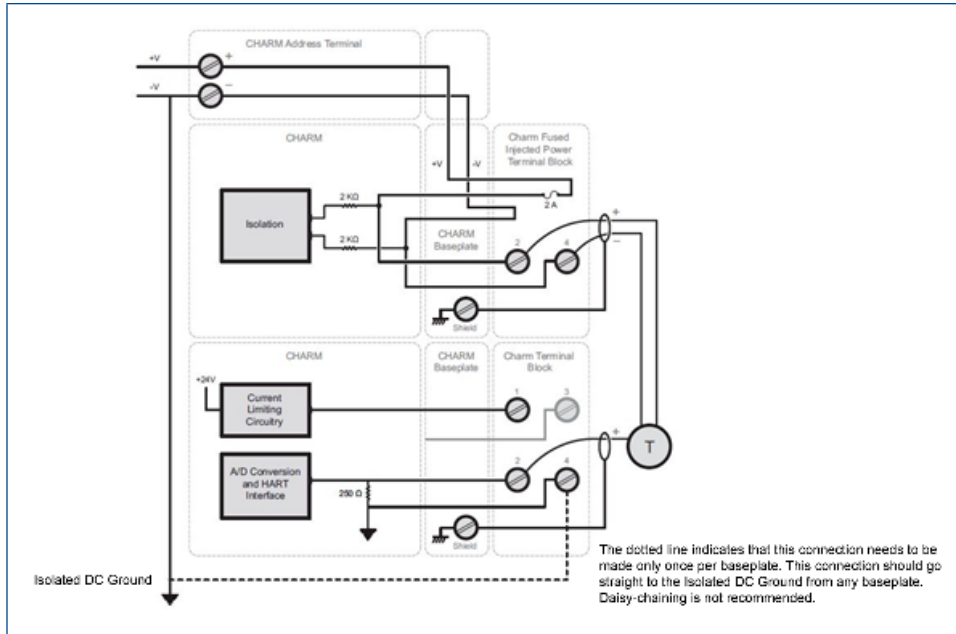 CHARM Address Terminal
+V
+
-V
−
CHARM
+V
-V
Charm Fused
Injected Power
Terminal Block
Isolation
2 KΩ
2 KΩ
2 A
CHARM
Baseplate
2
4
+
−
Shield
CHARM
CHARM
Baseplate
Charm Terminal
Block
+24V
Current
Limiting
Circuitry
1
3
A/D Conversion
and HART
Interface
250 Ω
2
4
+
T
Shield
Isolated DC Ground
The dotted line indicates that this connection needs to be
made only once per baseplate. This connection should go
straight to the Isolated DC Ground from any baseplate.
Daisy-chaining is not recommended.